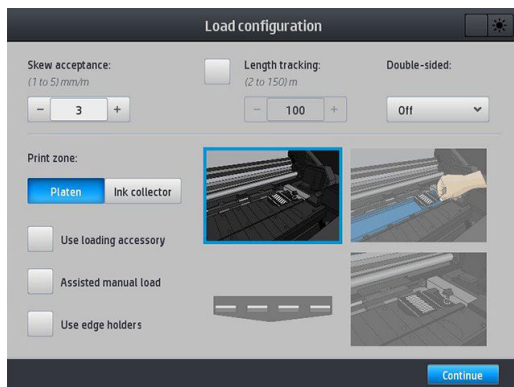 Load configuration
Skew acceptance:
(1 to 5) mm/m
- 3 +
Length tracking:
(2 to 150) m
- 100 +
Double-sided:
Off
Print zone:
Platen
Ink collector
Use loading accessory
Assisted manual load
Use edge holders
Continue